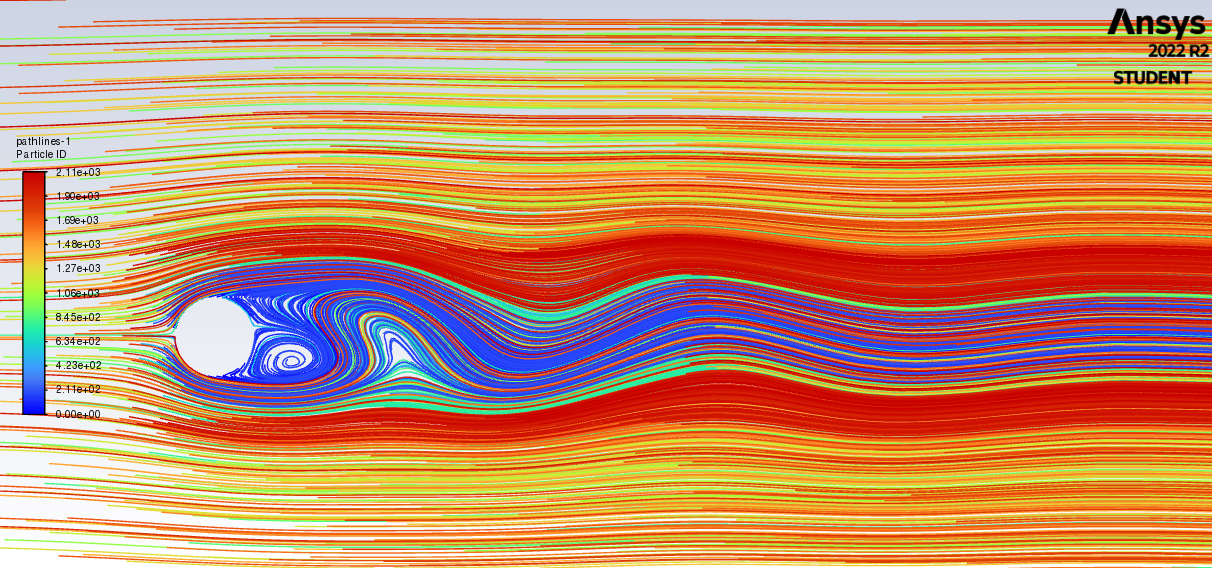 Ansys
2022 R2
STUDENT
pathlines-1
Particle ID
2.11e+03
1.90e+03
1.69e+03
1.48e+03
1.27e+03
1.06e+03
8.45e+02
6.34e+02
4.23e+02
2.11e+02
0.00e+00